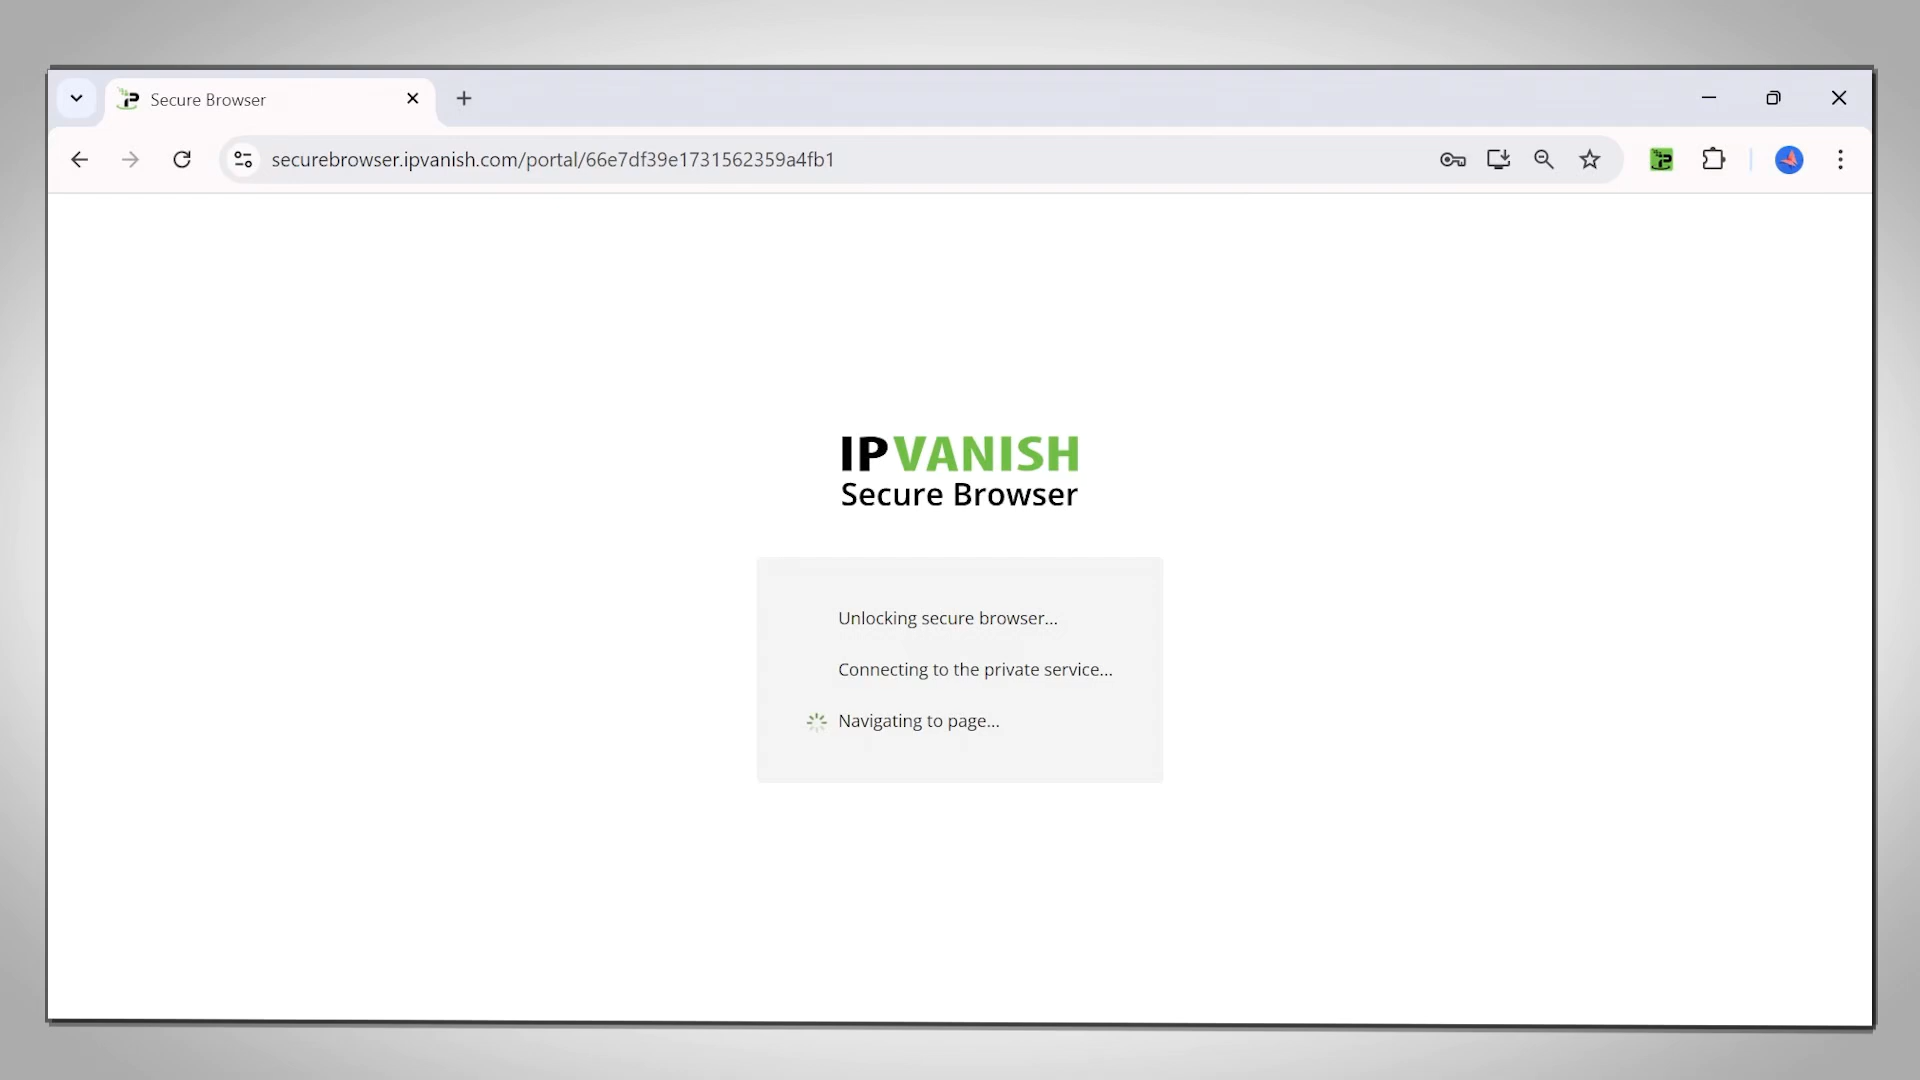 Secure Browser
securebrowser.ipvanish.com/portal/66e7df39e1731562359a4fb1
IPVANISH
Secure Browser
Unlocking secure browser...
Connecting to the private service...
Navigating to page...